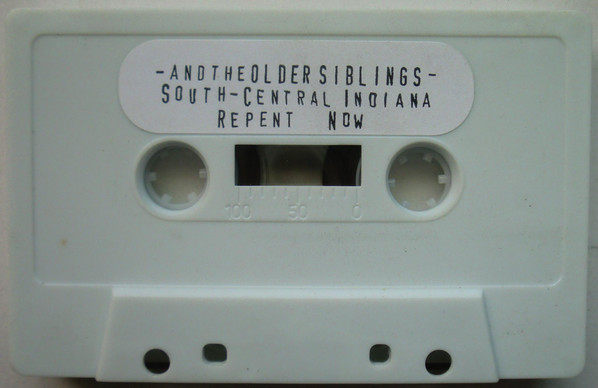 -ANDTHEOLDERSIBLINGS-
SOUTH-CENTRAL INDIANA
REPENT NOW
100 50 0